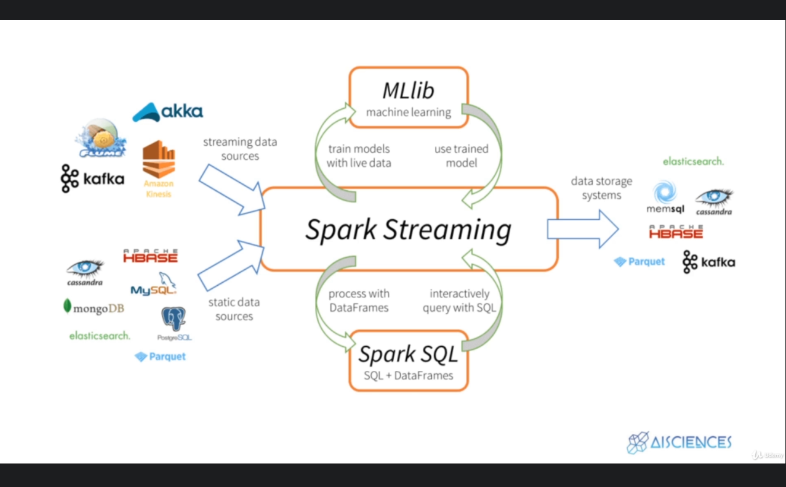 MLlib
machine learning
akka
FLUME
kafka
Amazon
Kinesis
streaming data
sources
train models
with live data
use trained
model
Spark Streaming
data storage
systems
elasticsearch.
memsql
cassandra
APACHE
HBASE
Parquet
kafka
APACHE
HBASE
cassandra
MySQL
mongoDB
PostgreSQL
elasticsearch.
Parquet
static data
sources
process with
DataFrames
interactively
query with SQL
Spark SQL
SQL + DataFrames
AISCIENCES
Udemy